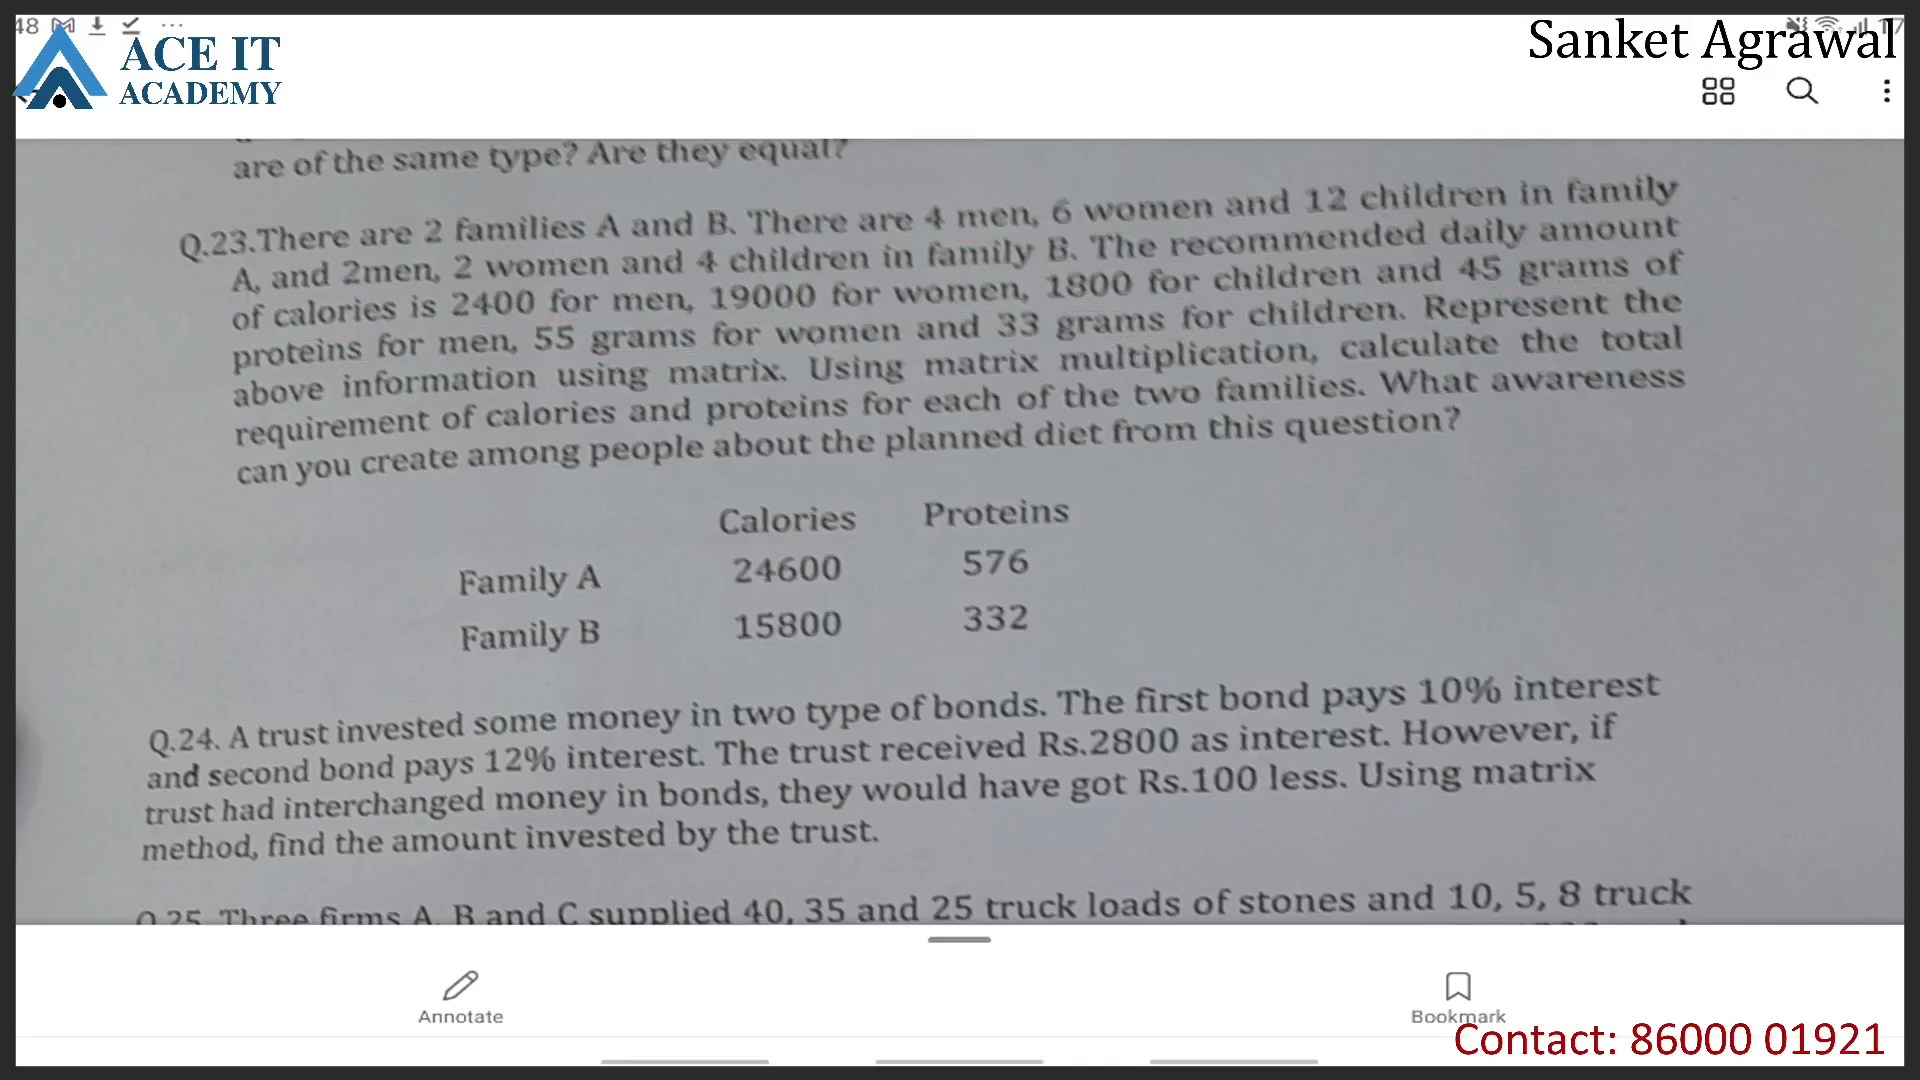 48
ACE IT
ACADEMY
Sanket Agrawal
are of the same type? Are they equal?
Q.23.There are 2 families A and B. There are 4 men, 6 women and 12 children in family
A, and 2men, 2 women and 4 children in family B. The recommended daily amount
of calories is 2400 for men, 19000 for women, 1800 for children and 45 grams of
proteins for men, 55 grams for women and 33 grams for children. Represent the
above information using matrix. Using matrix multiplication, calculate the total
requirement of calories and proteins for each of the two families. What awareness
can you create among people about the planned diet from this question?
Calories Proteins
Family A 24600 576
Family B 15800 332
Q.24. A trust invested some money in two type of bonds. The first bond pays 10% interest
and second bond pays 12% interest. The trust received Rs.2800 as interest. However, if
trust had interchanged money in bonds, they would have got Rs.100 less. Using matrix
method, find the amount invested by the trust.
Q.25. Three firms A, B and C supplied 40, 35 and 25 truck loads of stones and 10, 5, 8 truck
Annotate
Bookmark
Contact: 86000 01921